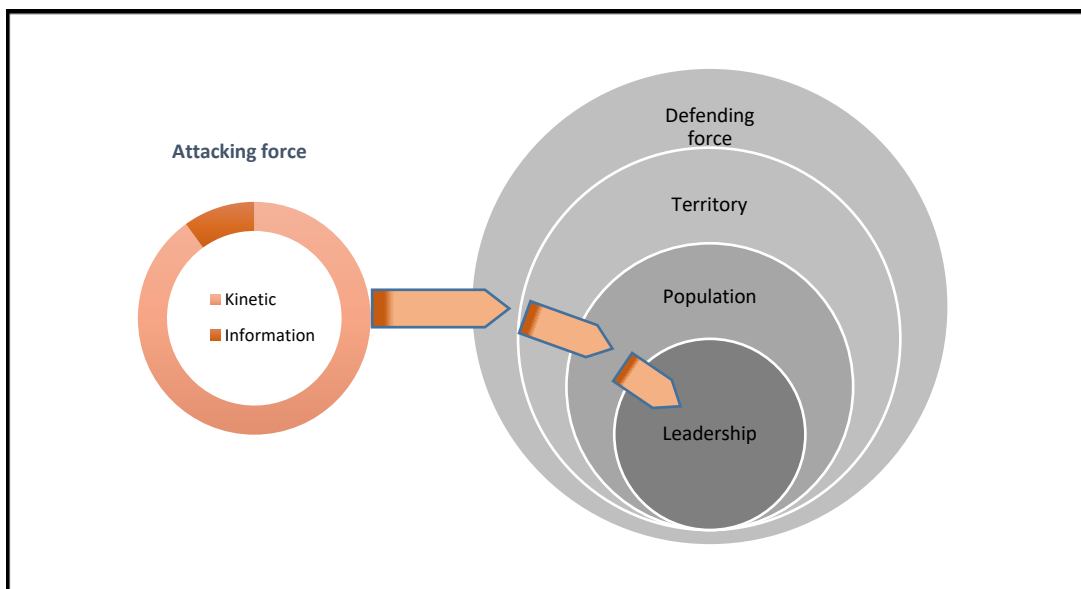 Attacking force
Kinetic
Information
Defending
force
Territory
Population
Leadership